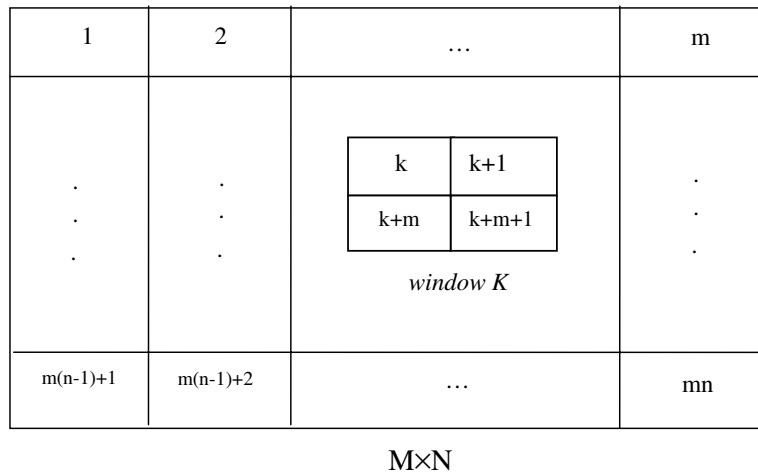 1 2 … m
k k+1
. . .
k+m k+m+1
. . .
. . .
window K
m(n-1)+1 m(n-1)+2 … mn
M×N